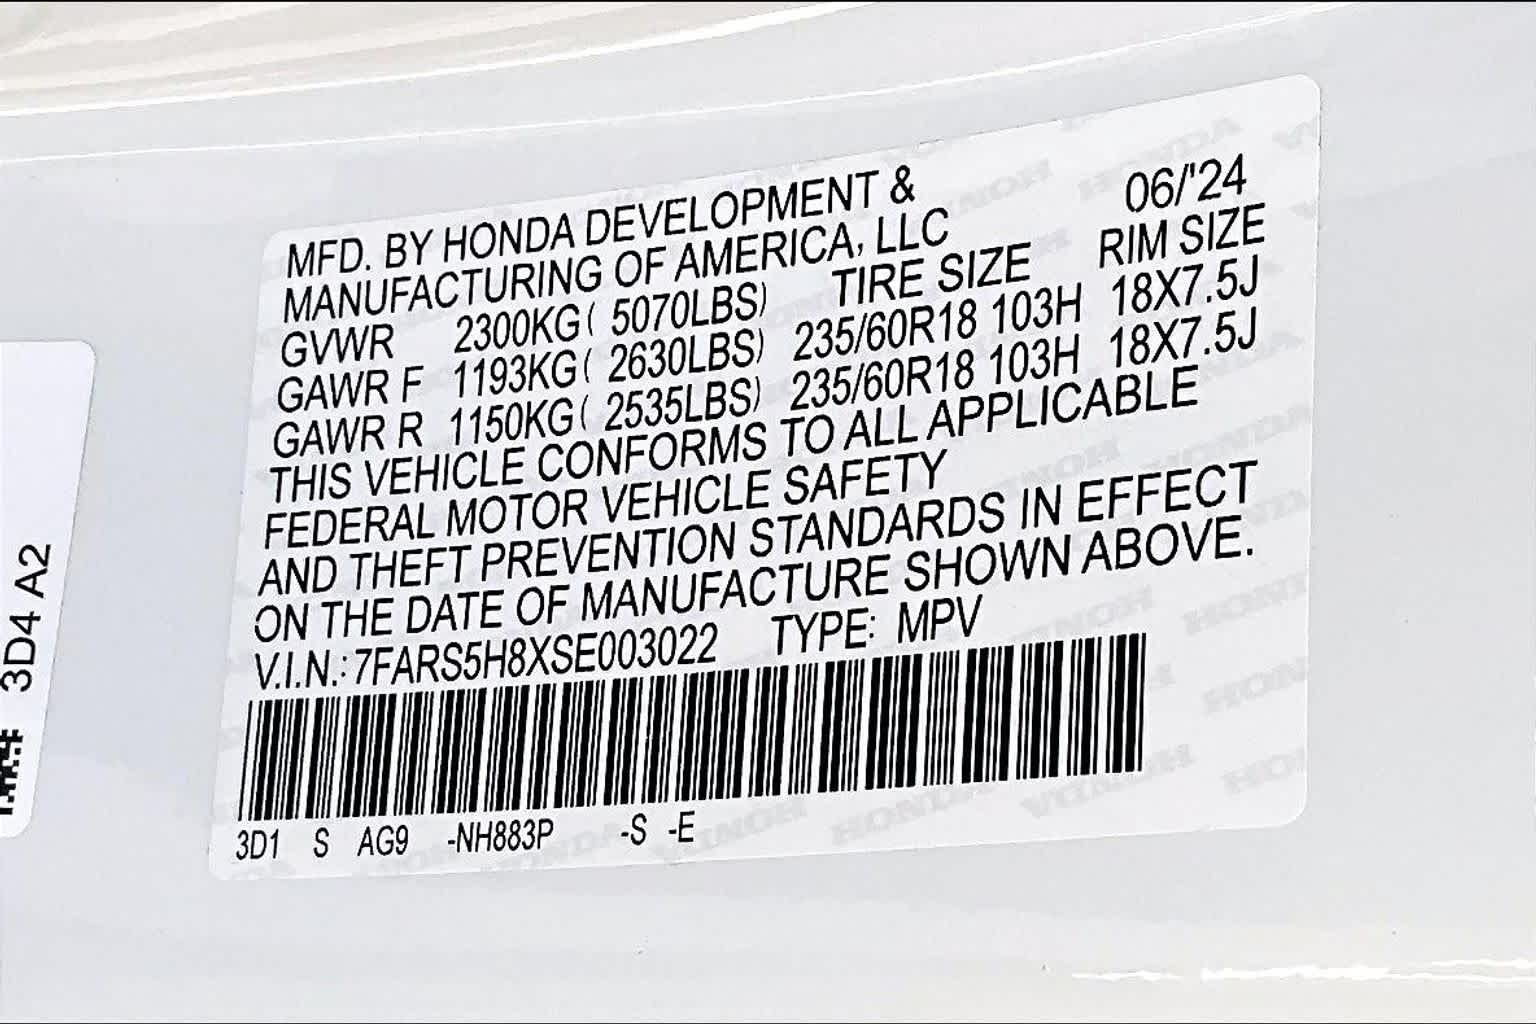 MFD. BY HONDA DEVELOPMENT &
MANUFACTURING OF AMERICA, LLC 06/'24
GVWR 2300KG( 5070LBS) TIRE SIZE RIM SIZE
GAWR F 1193KG( 2630LBS) 235/60R18 103H 18X7.5J
GAWR R 1150KG( 2535LBS) 235/60R18 103H 18X7.5J
THIS VEHICLE CONFORMS TO ALL APPLICABLE
FEDERAL MOTOR VEHICLE SAFETY
AND THEFT PREVENTION STANDARDS IN EFFECT
ON THE DATE OF MANUFACTURE SHOWN ABOVE.
V.I.N.: 7FARS5H8XSE003022 TYPE: MPV
3D1 S AG9 -NH883P -S -E
3D4 A2